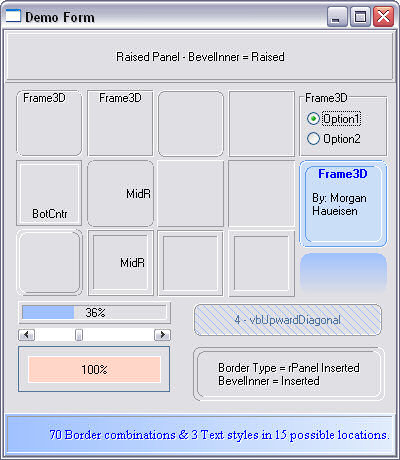 Demo Form
Raised Panel - BevelInner = Raised
Frame3D
Frame3D
Frame3D
Option1
Option2
BotCntr
MidR
Frame3D
By: Morgan
Haueisen
MidR
36%
4 - vbUpwardDiagonal
100%
Border Type = rPanel Inserted
BevelInner = Inserted
70 Border combinations & 3 Text styles in 15 possible locations.